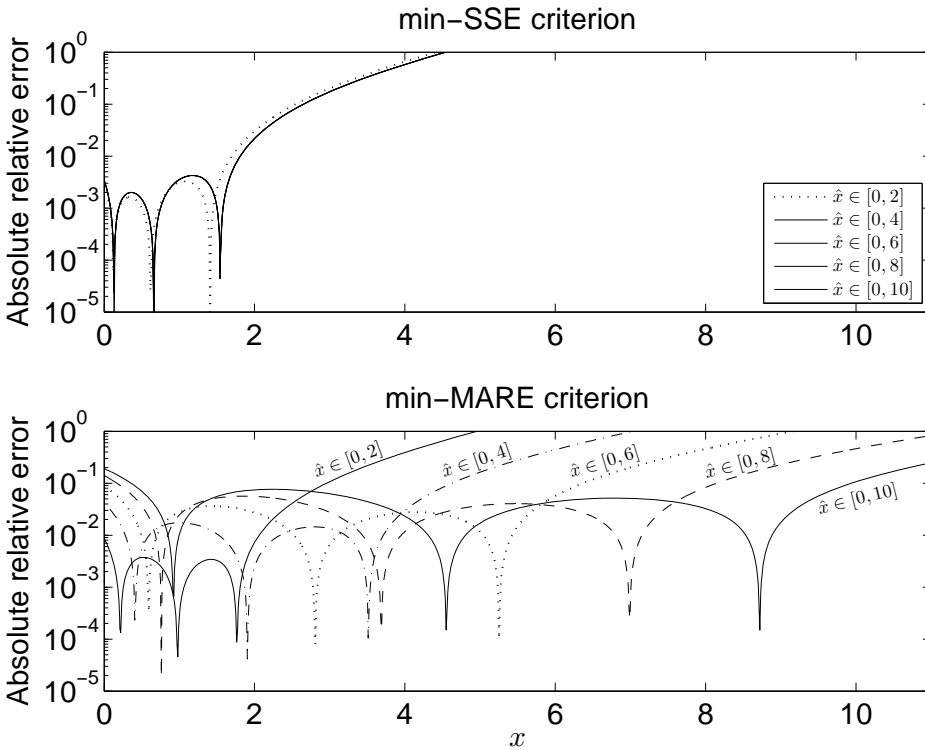 min−SSE criterion
Absolute relative error
10^0
10^−1
10^−2
10^−3
10^−4
10^−5
0 2 4 6 8 10
x̂ ∈ [0, 2]
x̂ ∈ [0, 4]
x̂ ∈ [0, 6]
x̂ ∈ [0, 8]
x̂ ∈ [0, 10]
min−MARE criterion
Absolute relative error
10^0
10^−1
10^−2
10^−3
10^−4
10^−5
x̂ ∈ [0, 2]
x̂ ∈ [0, 4]
x̂ ∈ [0, 6]
x̂ ∈ [0, 8]
x̂ ∈ [0, 10]
0 2 4 6 8 10
x